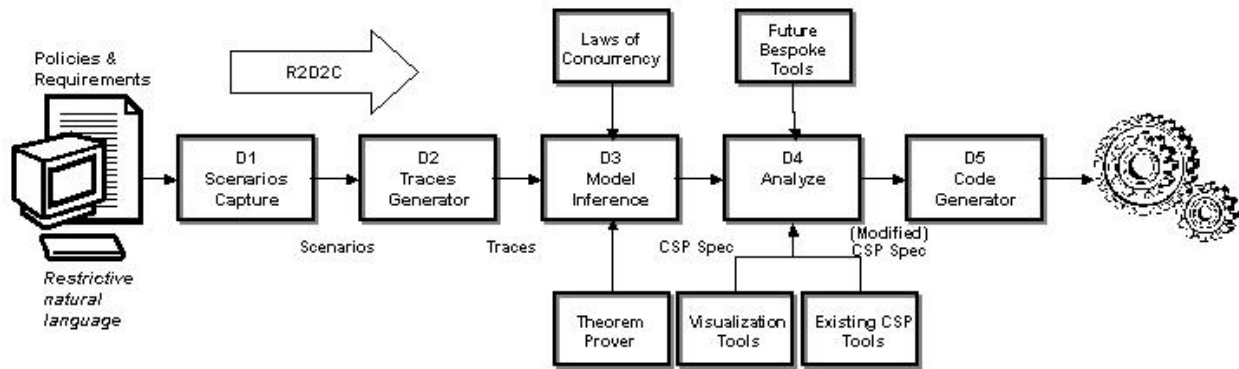 Policies &
Requirements
R2D2C
Laws of
Concurrency
Future
Bespoke
Tools
D1
Scenarios
Capture
D2
Traces
Generator
D3
Model
Inference
D4
Analyze
D5
Code
Generator
Scenarios
Traces
CSP Spec
(Modified)
CSP Spec
Restrictive
natural
language
Theorem
Prover
Visualization
Tools
Existing CSP
Tools